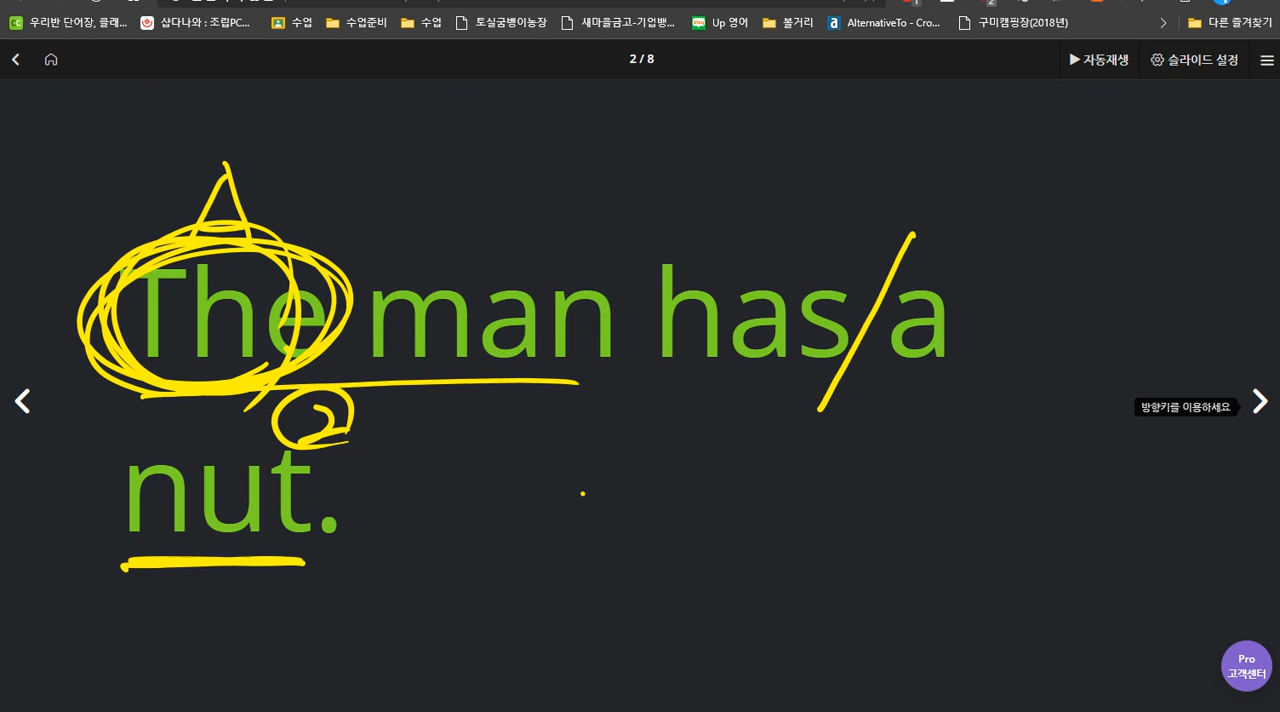 우리반 단어장, 클래... 샵다나와 : 조립PC... 수업 수업준비 수업 토실굼벵이농장 새마을금고-기업뱅... Up 영어 볼거리 AlternativeTo - Cro... 구미캠핑장(2018년) 다른 즐겨찾기
2 / 8 자동재생 슬라이드 설정
The man has / a
방향키를 이용하세요
2
nut.
Pro
고객센터